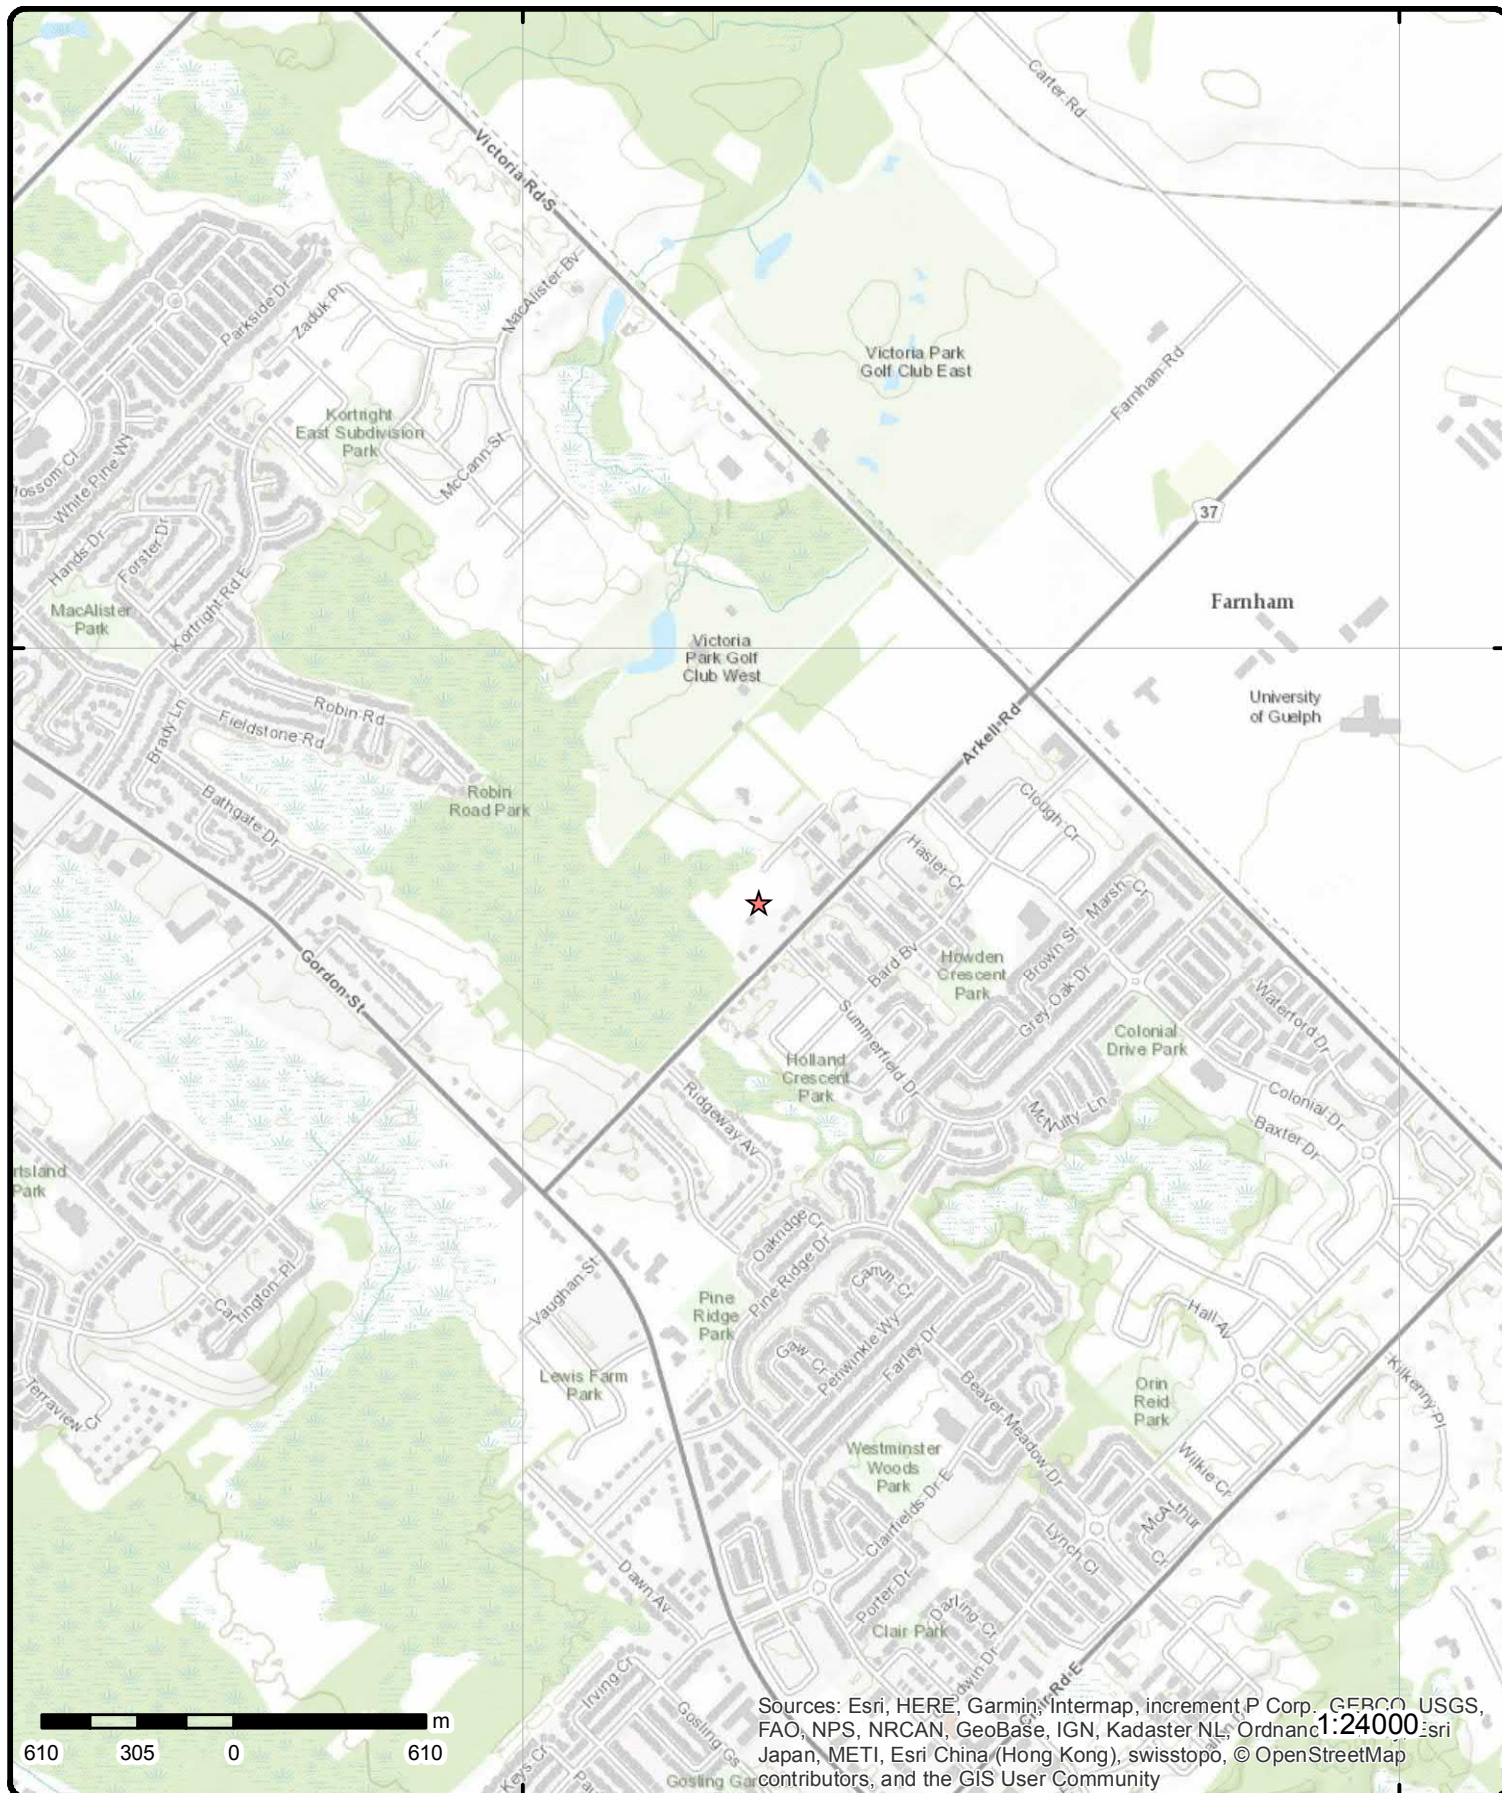 Carter Rd
Victoria Rd S
MacAlister Bv
Parkside Dr
Zaduk Pl
Victoria Park
Golf Club East
Farnham Rd
Kortright
East Subdivision
Park
McCann St
White Pine Wy
37
Hands Dr
Forster Dr
Kortright Rd E
MacAlister
Park
Farnham
Victoria
Park Golf
Club West
University
of Guelph
Arkell Rd
Robin Rd
Fieldstone Rd
Brady Ln
Bathgate Dr
Robin
Road Park
Clough Cr
Hasler Cr
Marsh Cr
Brown St
Bard Bv
Howden
Crescent
Park
Gordon St
Grey Oak Dr
Waterford Dr
Summerfield Dr
Colonial
Drive Park
Holland
Crescent
Park
Ridgeway Av
McNulty Ln
Colonial Dr
Baxter Dr
rtsland
Park
Oakridge Cr
Pine Ridge Dr
Vaughan St
Carrington Pl
Pine
Ridge
Park
Gaw Cr
Periwinkle Wy
Farley Dr
Hall Av
Kilkenny Pl
Lewis Farm
Park
Beaver Meadow Dr
Orin
Reid
Park
Terraview Cr
Westminster
Woods
Park
Clairfields Dr E
Wilkie Cr
McArthur Cr
Lynch Cl
Dawn Av
Porter Dr
Darling Cr
Clair Park
Clair Rd E
Irving Cr
Gosling Gs
Keys Cr
m
610 305 0 610
Sources: Esri, HERE, Garmin, Intermap, increment P Corp., GEBCO, USGS,
FAO, NPS, NRCAN, GeoBase, IGN, Kadaster NL, Ordnanc Esri
1:24000
Japan, METI, Esri China (Hong Kong), swisstopo, © OpenStreetMap
contributors, and the GIS User Community